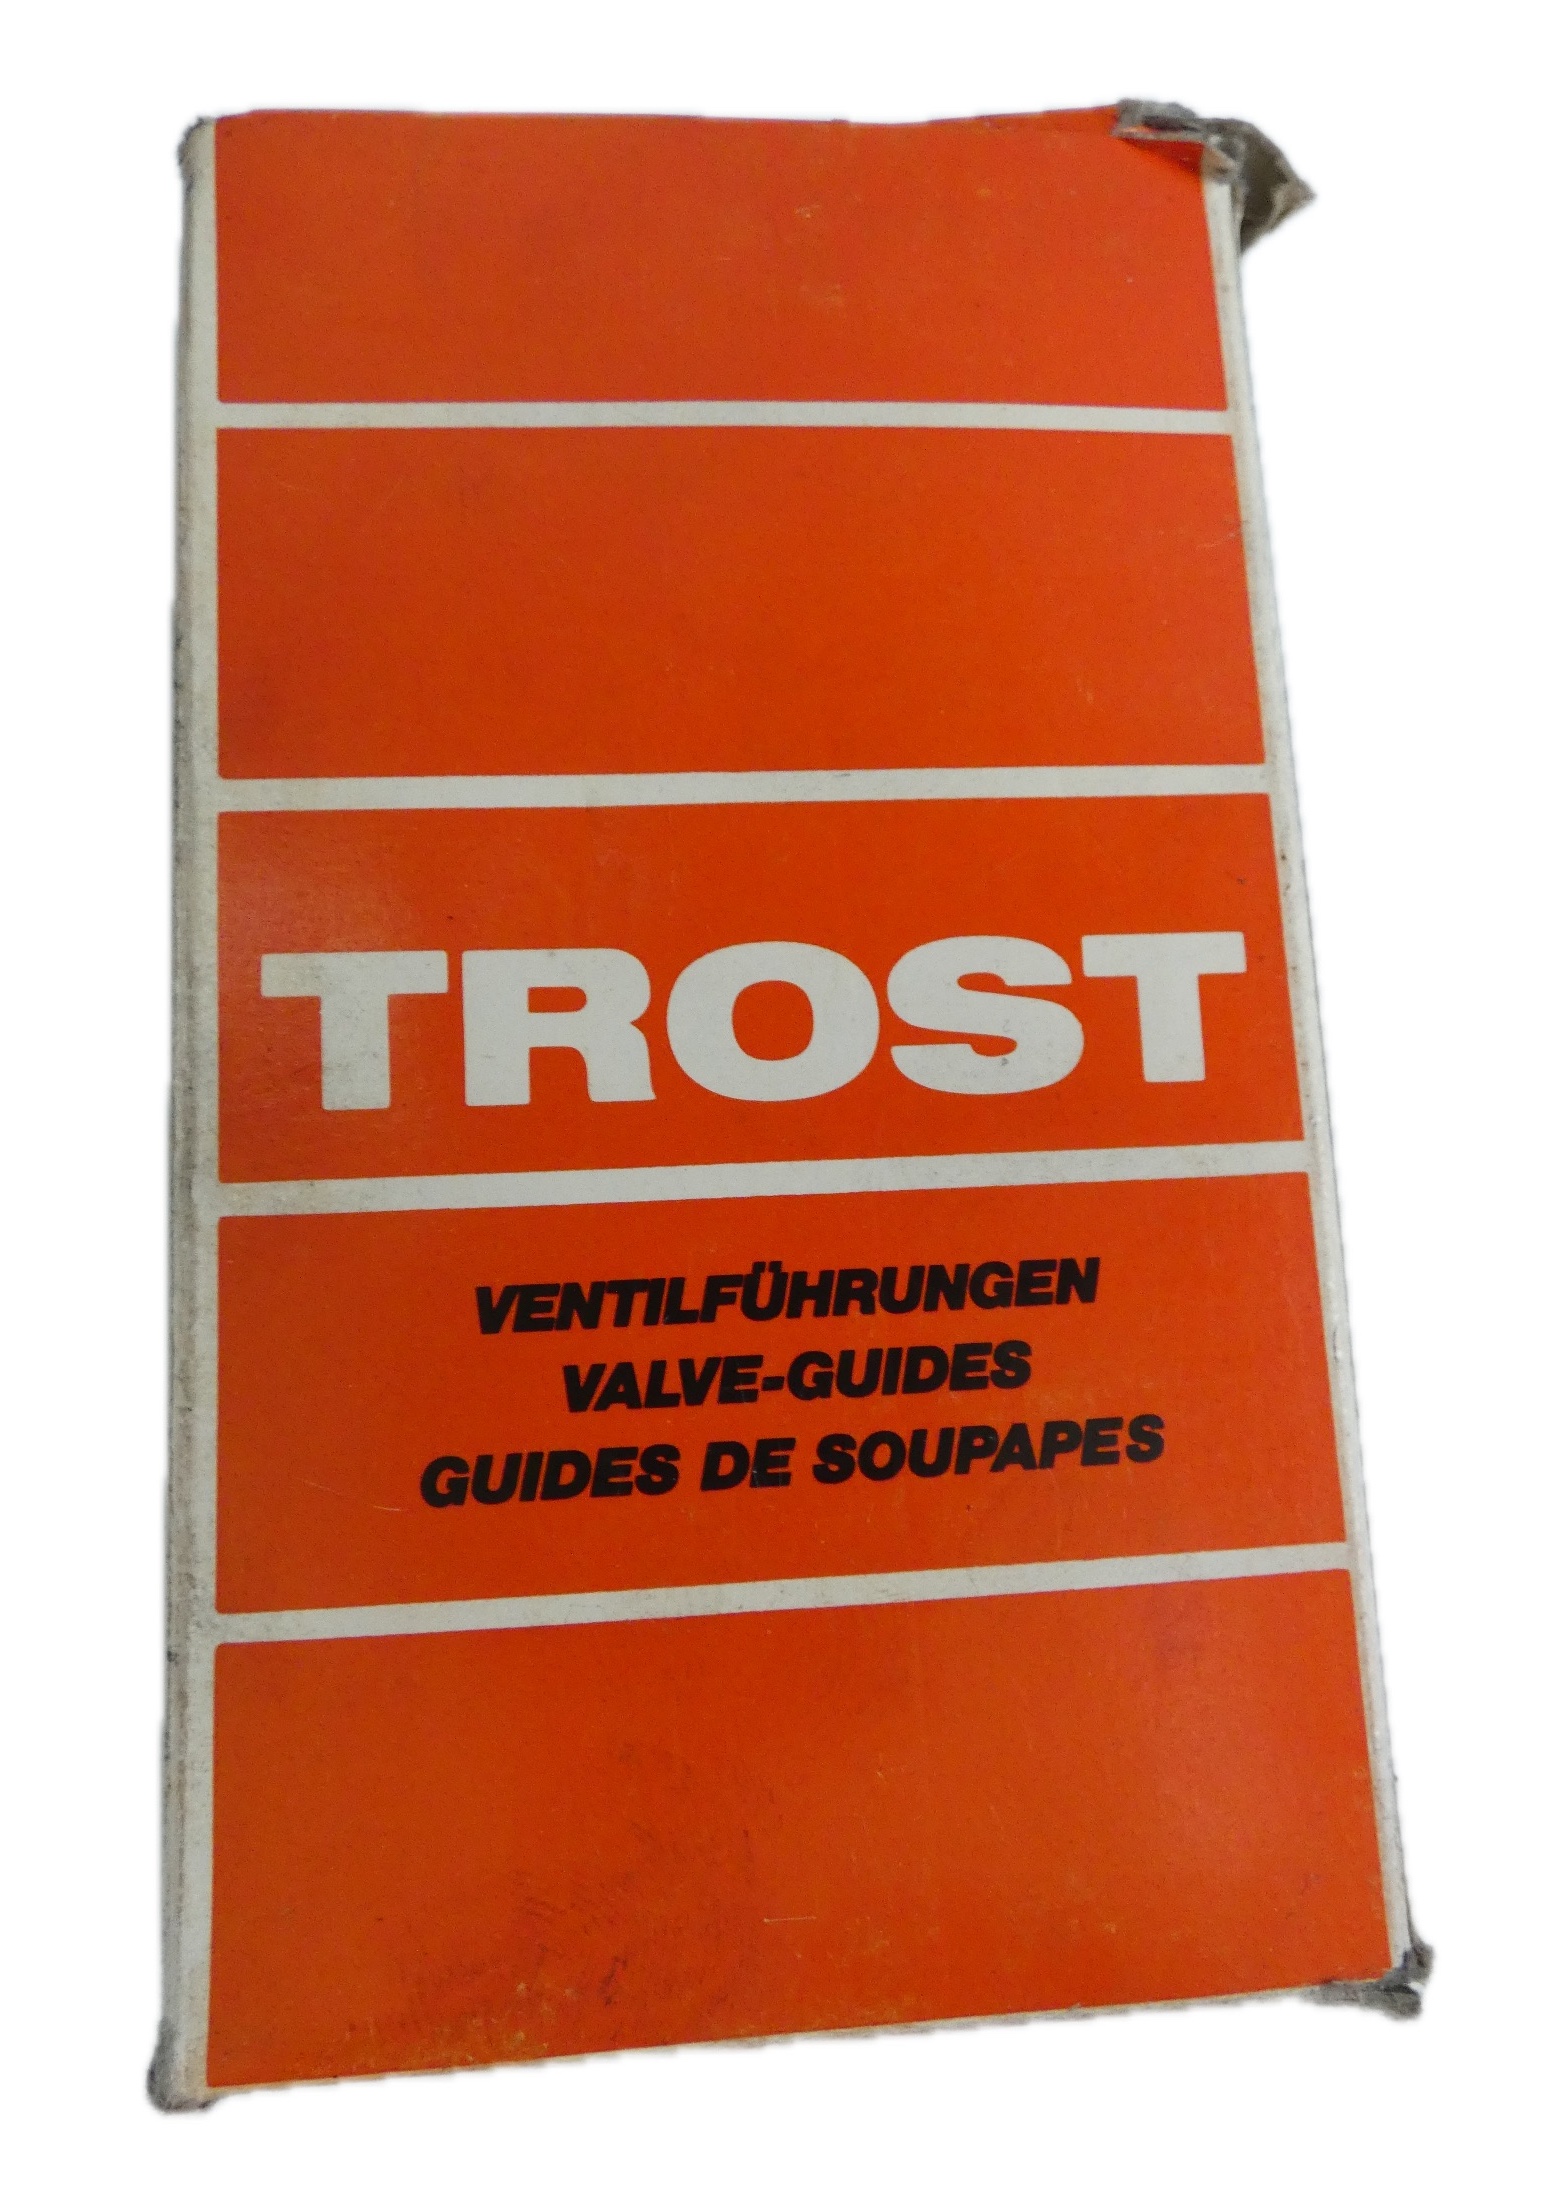 TROST
VENTILFÜHRUNGEN
VALVE-GUIDES
GUIDES DE SOUPAPES